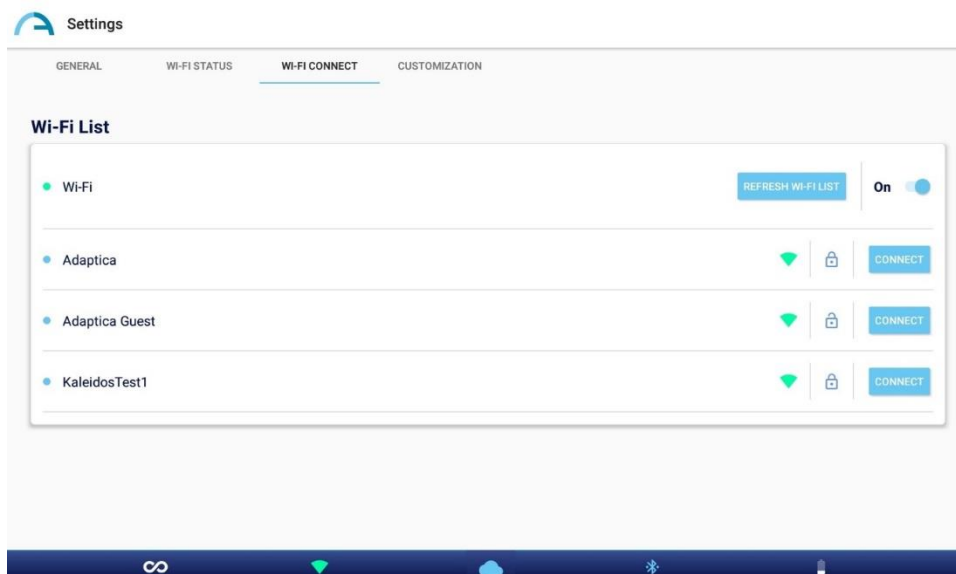 Settings
GENERAL WI-FI STATUS WI-FI CONNECT CUSTOMIZATION
Wi-Fi List
Wi-Fi REFRESH WI-FI LIST On
Adaptica CONNECT
Adaptica Guest CONNECT
KaleidosTest1 CONNECT